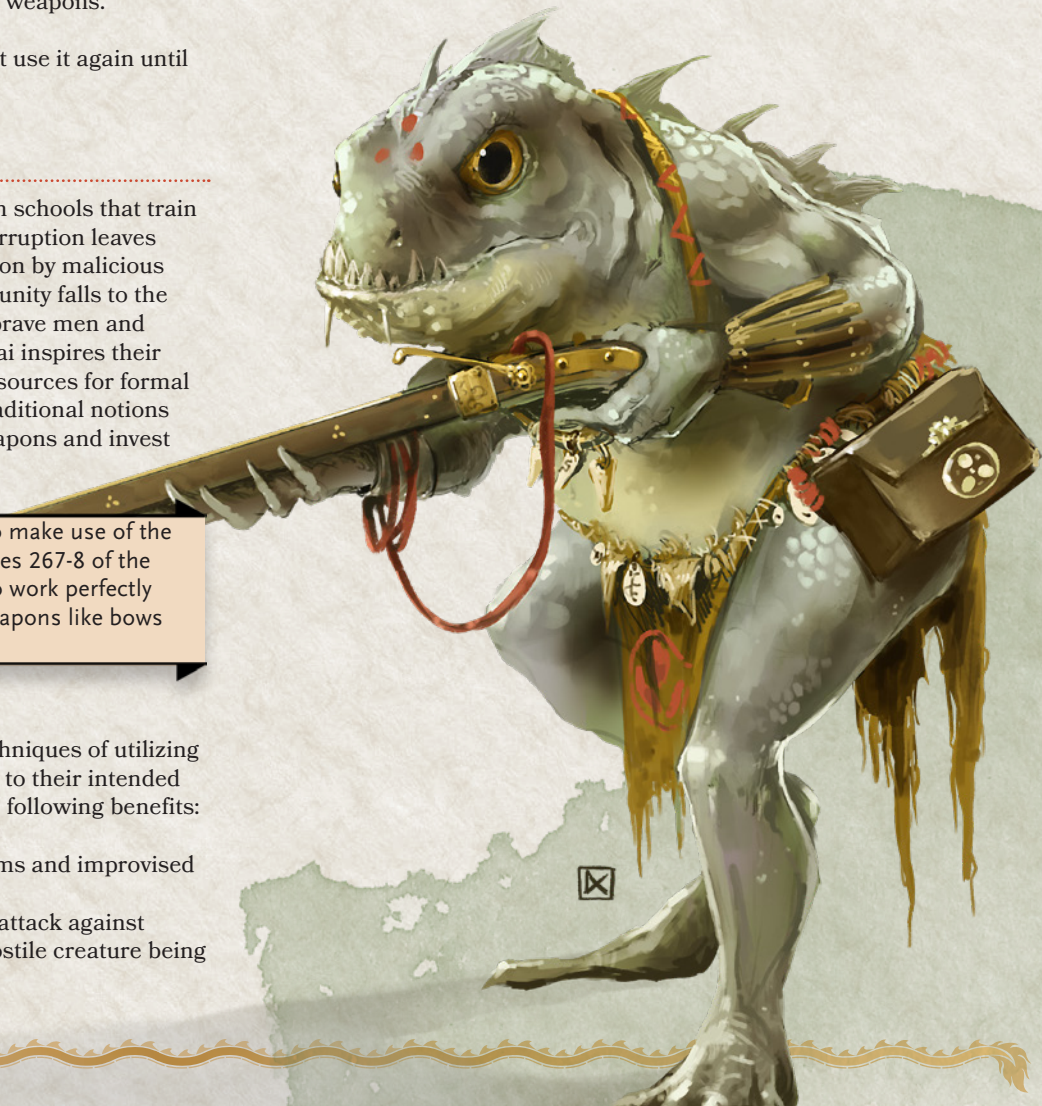 weapons.
t use it again until
n schools that train
rruption leaves
on by malicious
unity falls to the
brave men and
ai inspires their
sources for formal
aditional notions
apons and invest
o make use of the
es 267-8 of the
o work perfectly
apons like bows
hniques of utilizing
to their intended
following benefits:
ms and improvised
attack against
ostile creature being